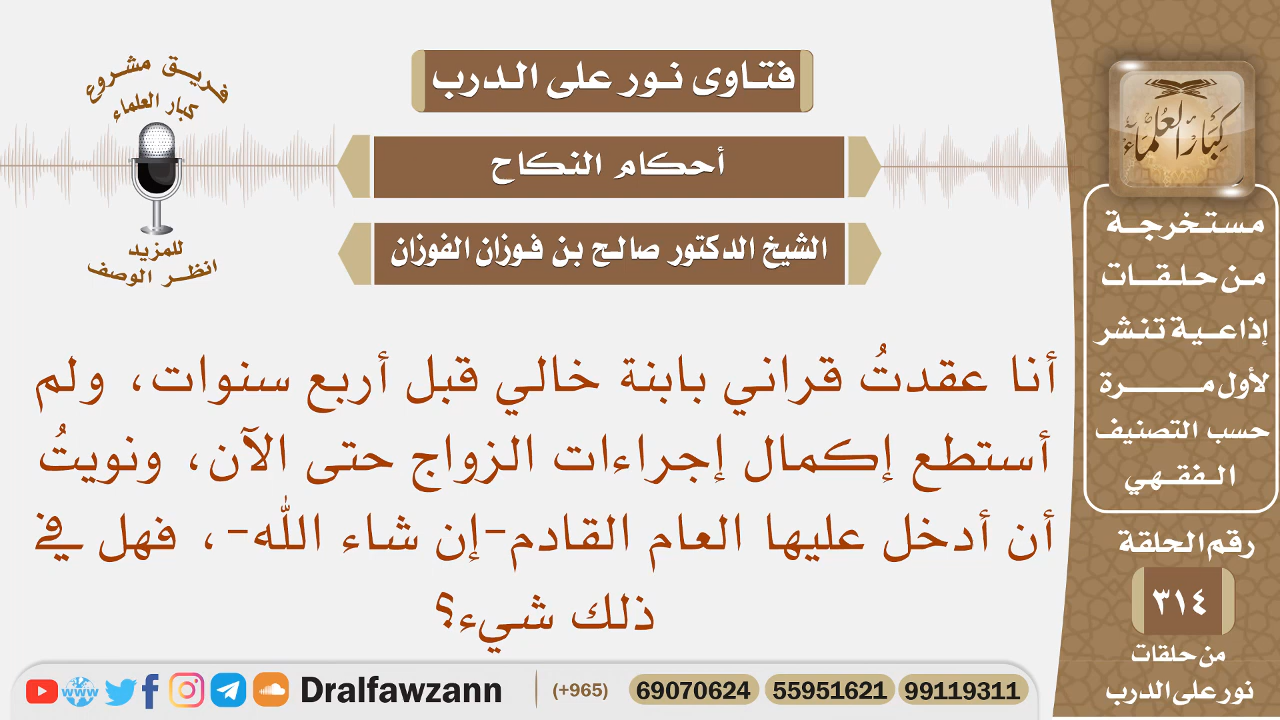 فتاوى نور على الدرب
أحكام النكاح
الشيخ الدكتور صالح بن فوزان الفوزان
فريق مشروع
كبار العلماء
للمزيد
انظر الوصف
كبار العلماء
مستخرجة
من حلقات
إذاعية تنشر
لأول مرة
حسب التصنيف
الفقهي
رقم الحلقة
٣١٤
من حلقات
نور على الدرب
أنا عقدتُ قراني بابنة خالي قبل أربع سنوات، ولم
أستطع إكمال إجراءات الزواج حتى الآن، ونويتُ
أن أدخل عليها العام القادم-إن شاء الله-، فهل في
ذلك شيء؟
www Dralfawzann (+965) 69070624 55951621 99119311